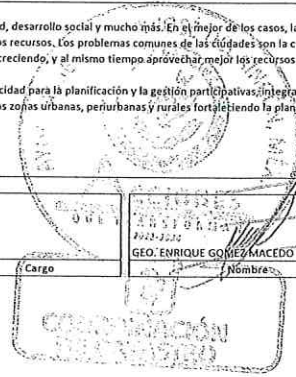 d, desarrollo social y mucho más. En el mejor de los casos, la
os recursos. Los problemas comunes de las ciudades son la c
creciendo, y al mismo tiempo aprovechar mejor los recursos
cidad para la planificación y la gestión participativas, integra
os zonas urbanas, periurbanas y rurales fortaleciendo la plan
GEO. ENRIQUE GOMEZ MACEDO
Cargo
Nombre